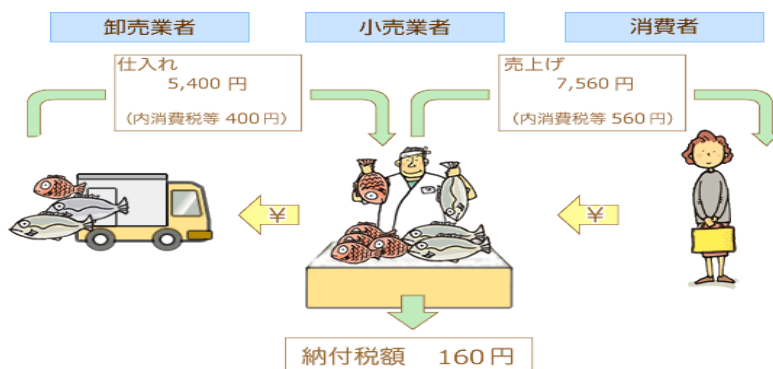 卸売業者
小売業者
消費者
仕入れ
5,400 円
(内消費税等 400 円)
売上げ
7,560 円
(内消費税等 560 円)
¥
¥
納付税額 160 円